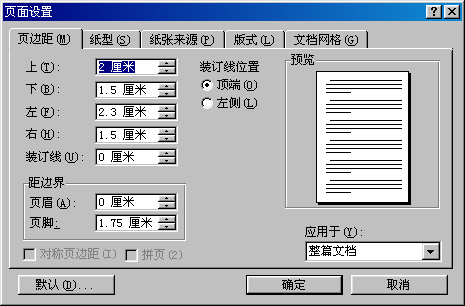 页面设置
页边距(M) 纸型(S) 纸张来源(P) 版式(L) 文档网格(G)
上(T): 2 厘米
下(B): 1.5 厘米
左(F): 2.3 厘米
右(H): 1.5 厘米
装订线(U): 0 厘米
装订线位置
顶端(O)
左侧(L)
预览
距边界
页眉(A): 0 厘米
页脚: 1.75 厘米
对称页边距(I) 拼页(2)
应用于(Y):
整篇文档
默认(D)... 确定 取消